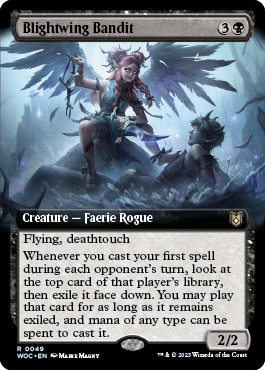 Blightwing Bandit 3
Creature — Faerie Rogue
Flying, deathtouch
Whenever you cast your first spell
during each opponent's turn, look at
the top card of that player's library,
then exile it face down. You may play
that card for as long as it remains
exiled, and mana of any type can be
spent to cast it.
2/2
R 0049
WOC • EN Marie Magny
™ & © 2023 Wizards of the Coast